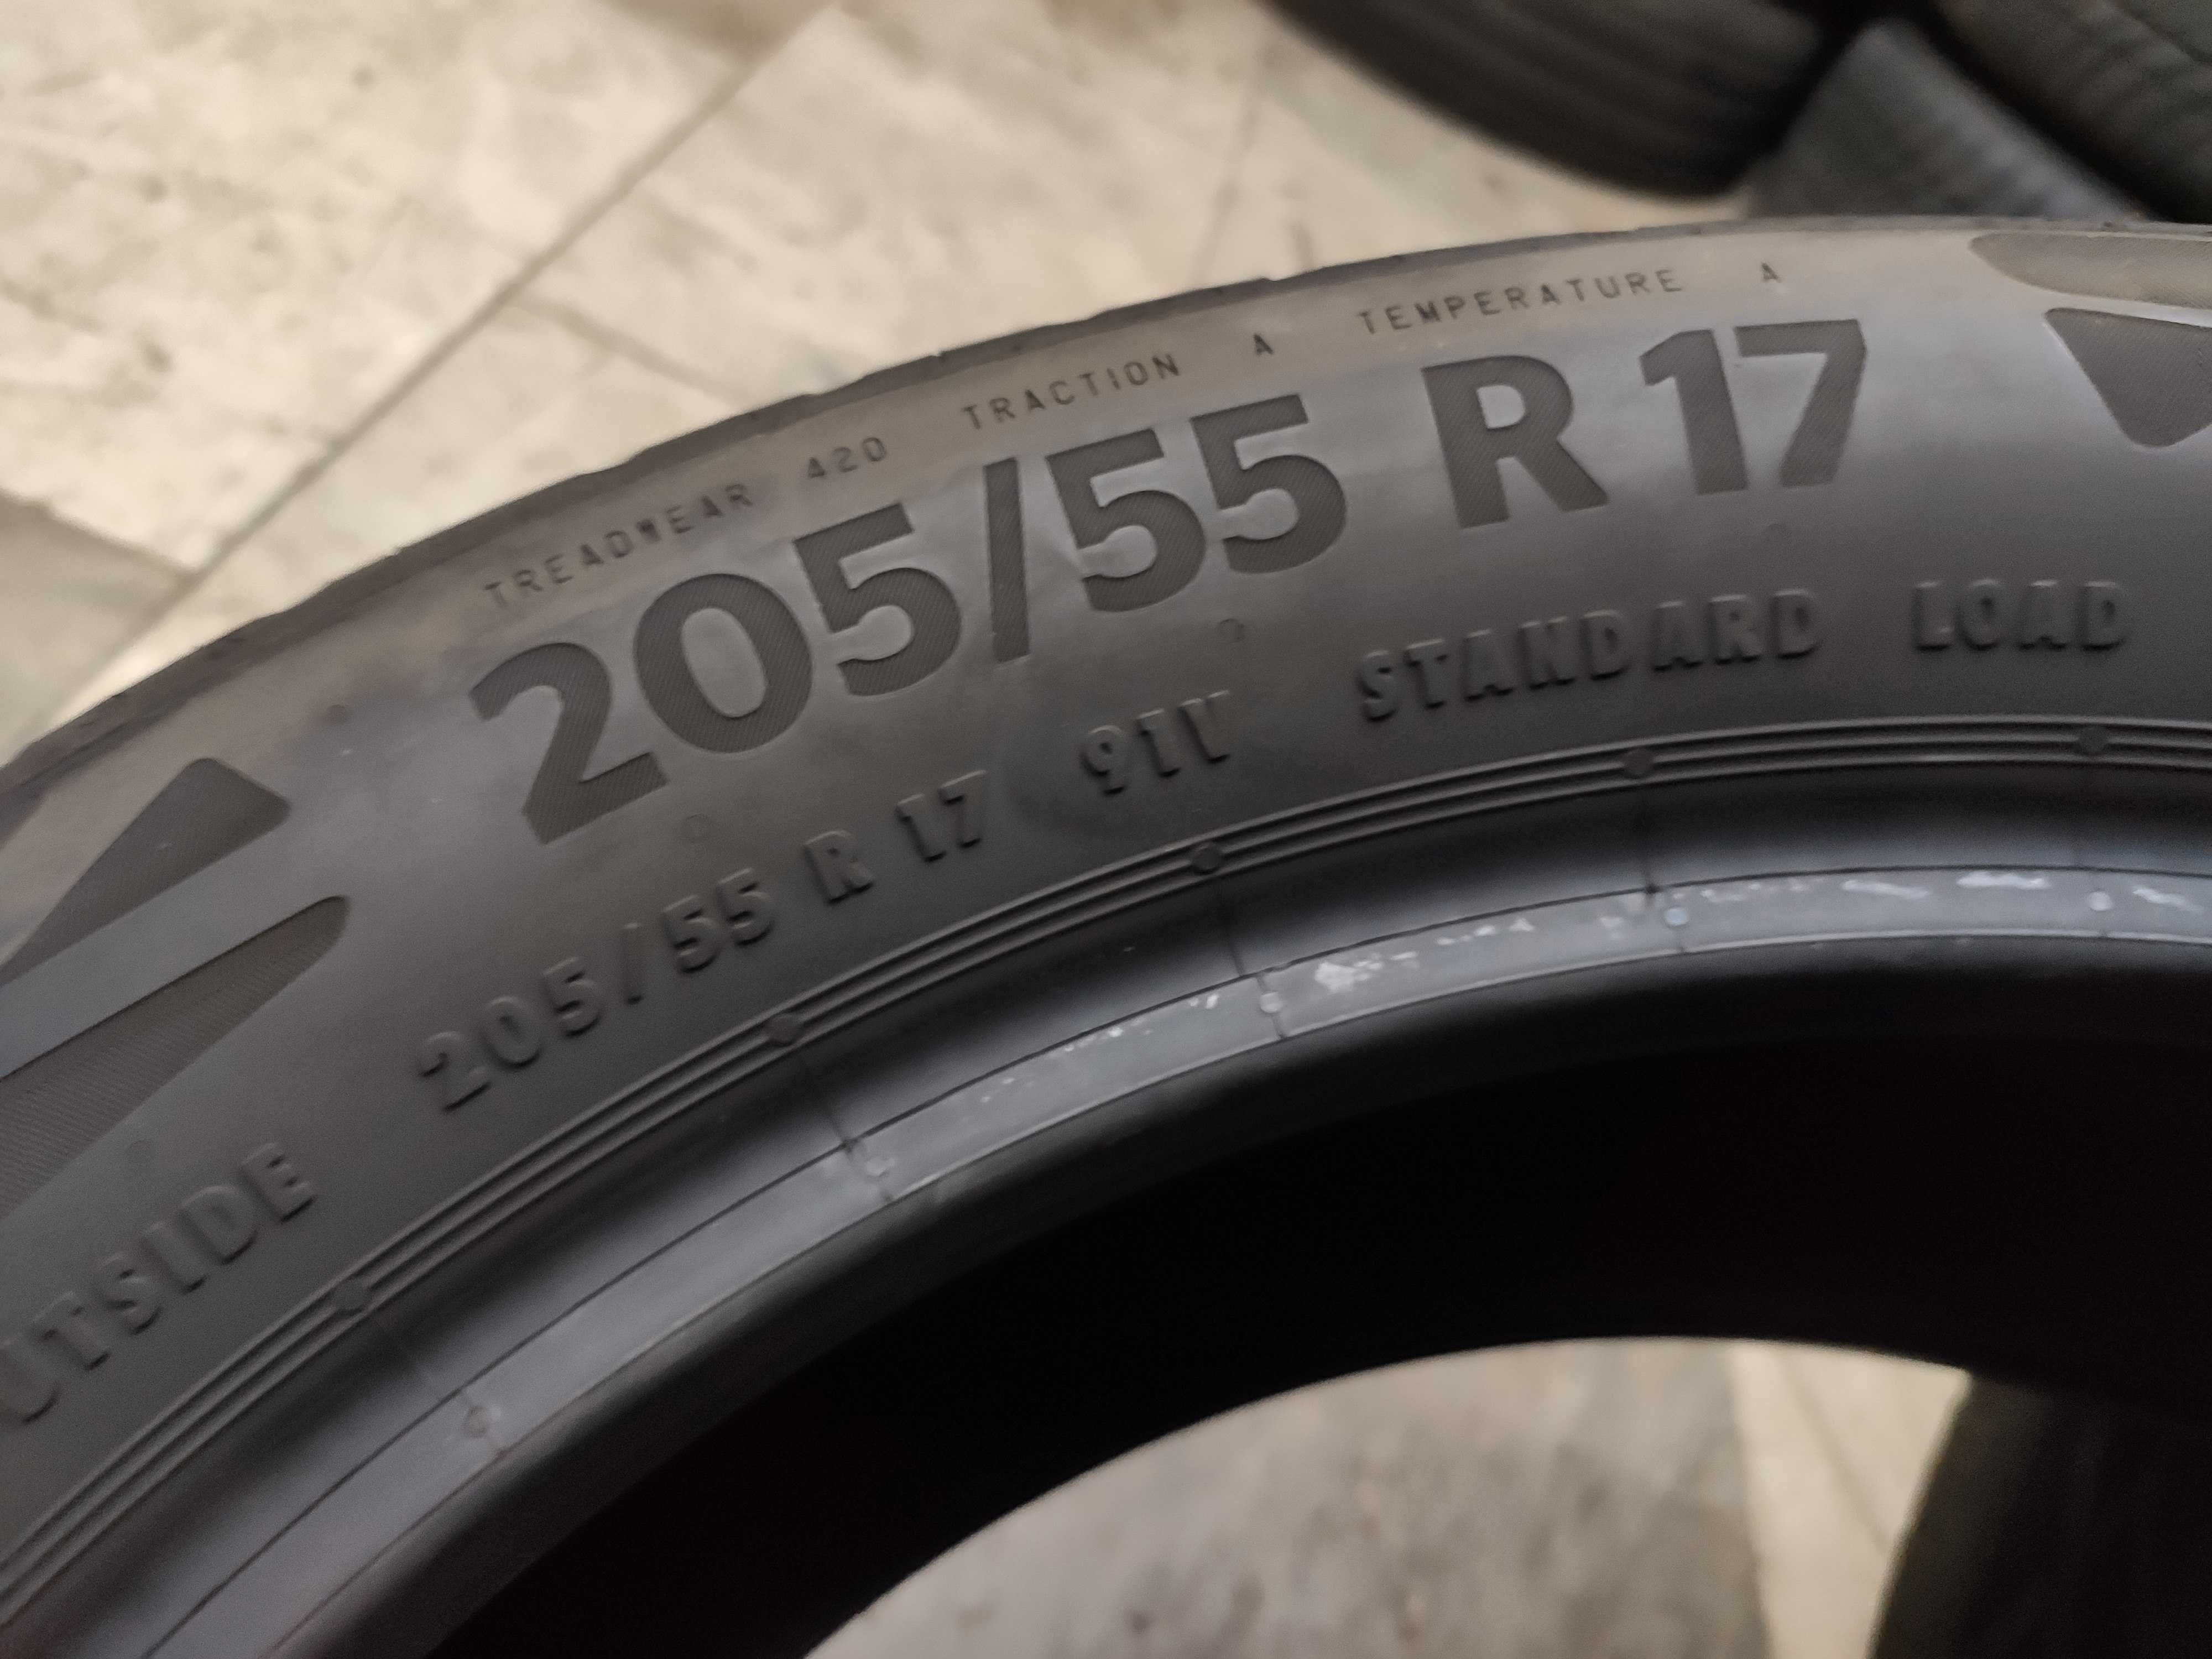 TREADWEAR 420 TRACTION A TEMPERATURE A
205/55 R 17
205/55 R 17 91V STANDARD LOAD
UTSIDE